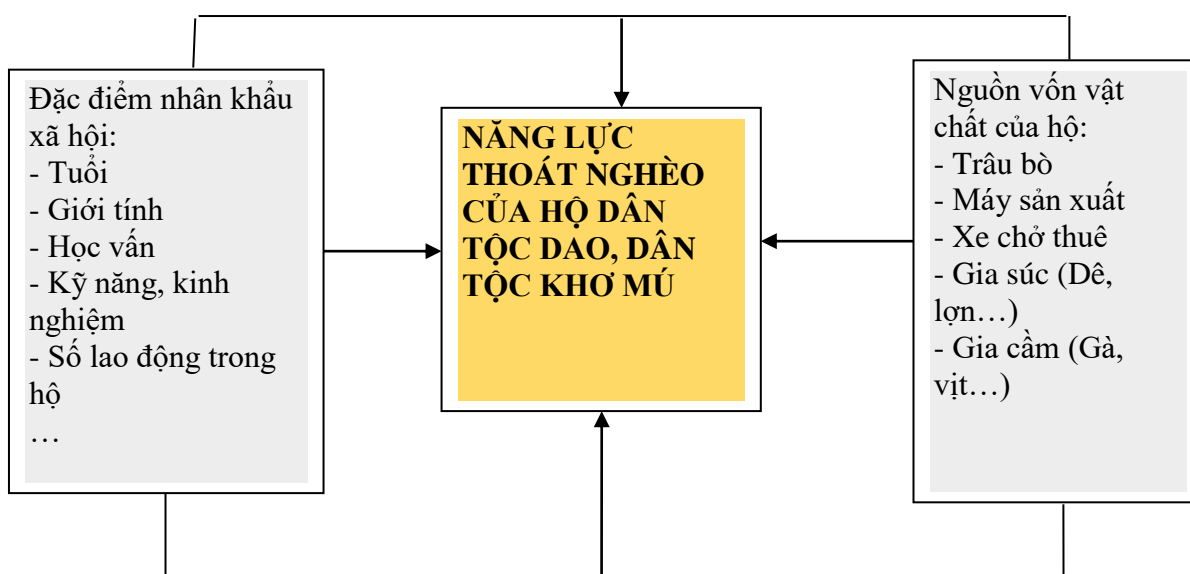 Đặc điểm nhân khẩu
xã hội:
- Tuổi
- Giới tính
- Học vấn
- Kỹ năng, kinh
nghiệm
- Số lao động trong
hộ
…
NĂNG LỰC
THOÁT NGHÈO
CỦA HỘ DÂN
TỘC DAO, DÂN
TỘC KHƠ MÚ
Nguồn vốn vật
chất của hộ:
- Trâu bò
- Máy sản xuất
- Xe chở thuê
- Gia súc (Dê,
lợn…)
- Gia cầm (Gà,
vịt…)